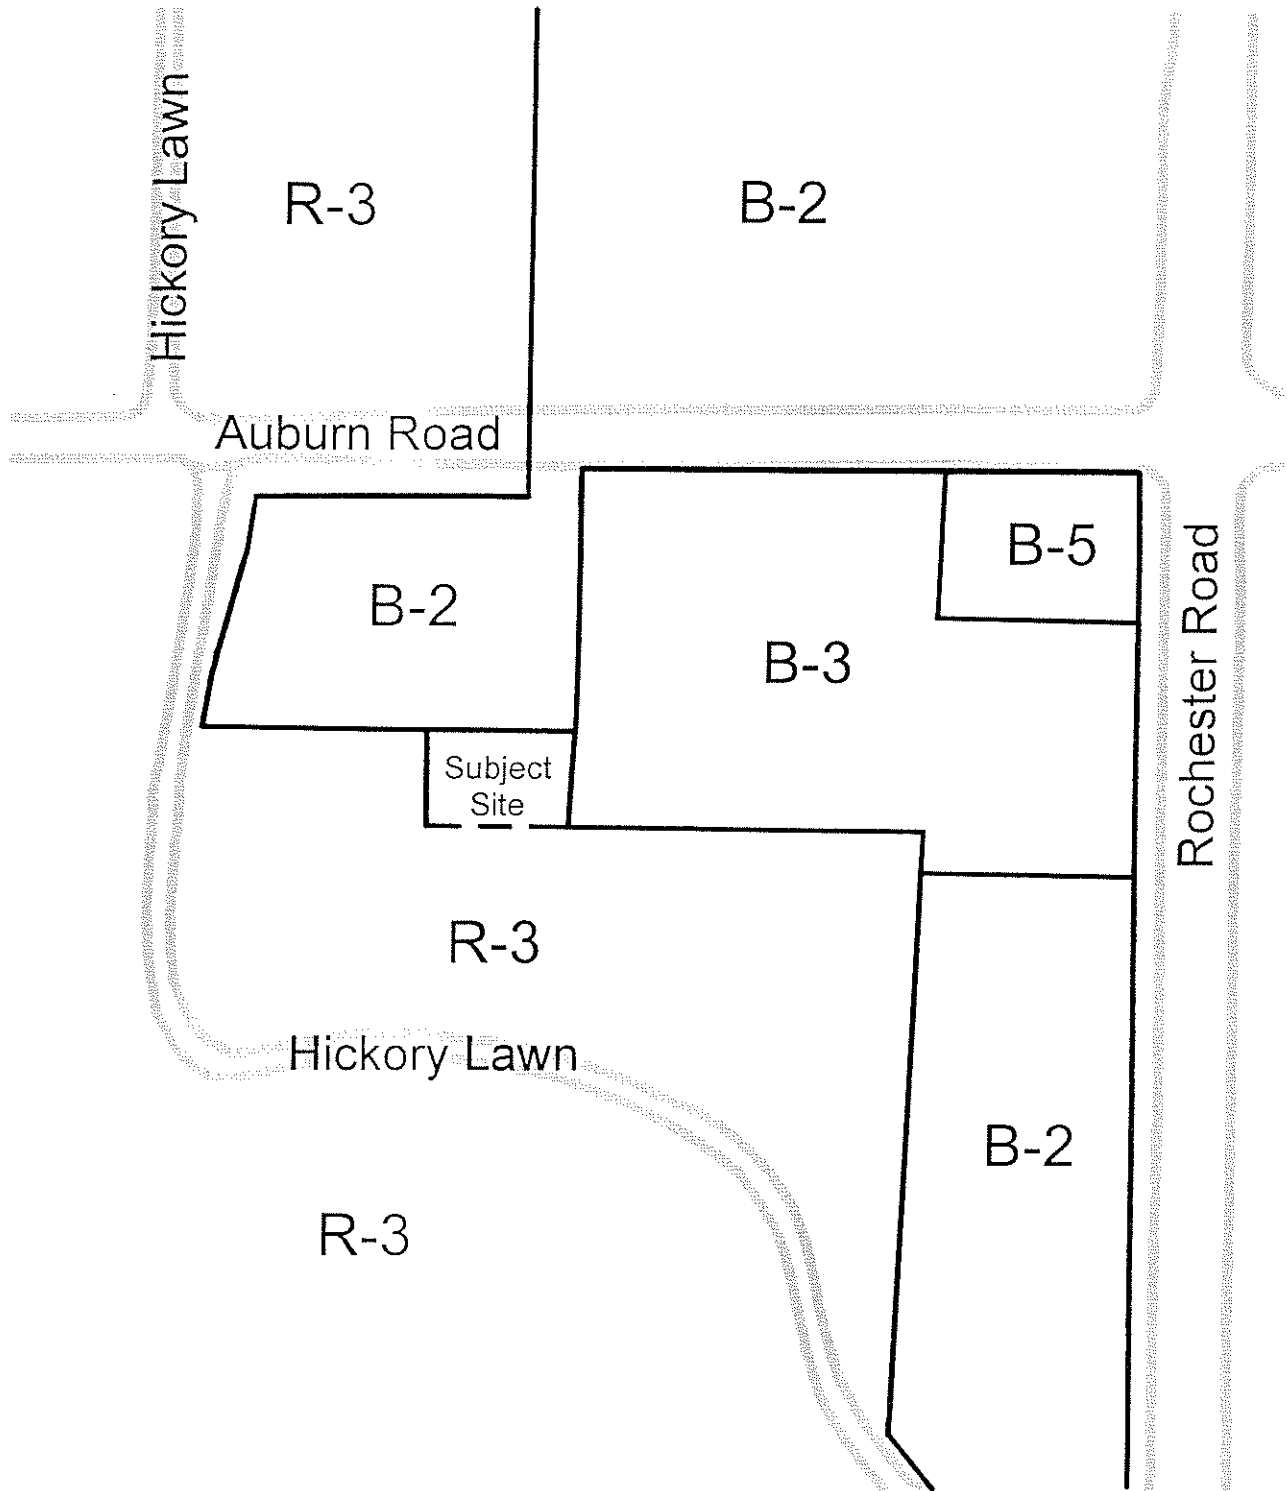 Hickory Lawn
R-3
B-2
Auburn Road
B-5
B-2
B-3
Rochester Road
Subject
Site
R-3
Hickory Lawn
B-2
R-3